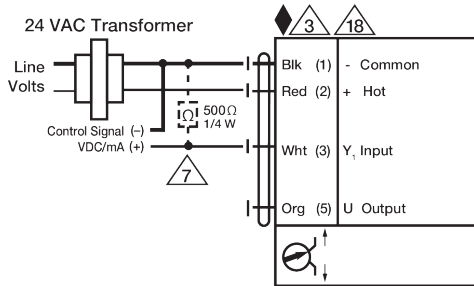 24 VAC Transformer
3 18
Line
Volts
Blk (1) - Common
Red (2) + Hot
Ω 500Ω
1/4 W
Control Signal (–)
VDC/mA (+)
Wht (3) Y₁ Input
7
Org (5) U Output